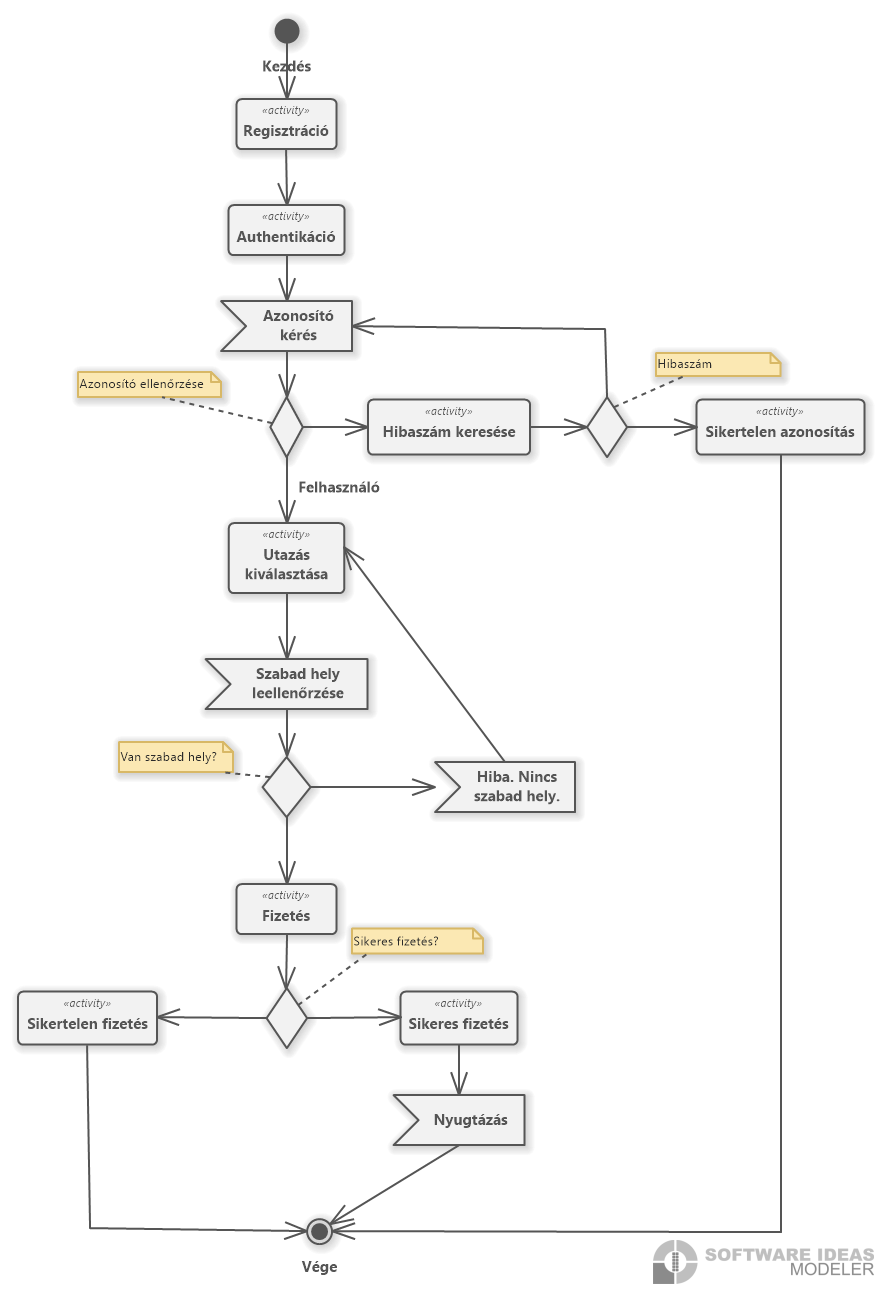 Kezdés
«activity»
Regisztráció
«activity»
Authentikáció
Azonosító
kérés
Azonosító ellenőrzése
Hibaszám
«activity»
Hibaszám keresése
«activity»
Sikertelen azonosítás
Felhasználó
«activity»
Utazás
kiválasztása
Szabad hely
leellenőrzése
Van szabad hely?
Hiba. Nincs
szabad hely.
«activity»
Fizetés
Sikeres fizetés?
«activity»
Sikertelen fizetés
«activity»
Sikeres fizetés
Nyugtázás
Vége
SOFTWARE IDEAS
MODELER